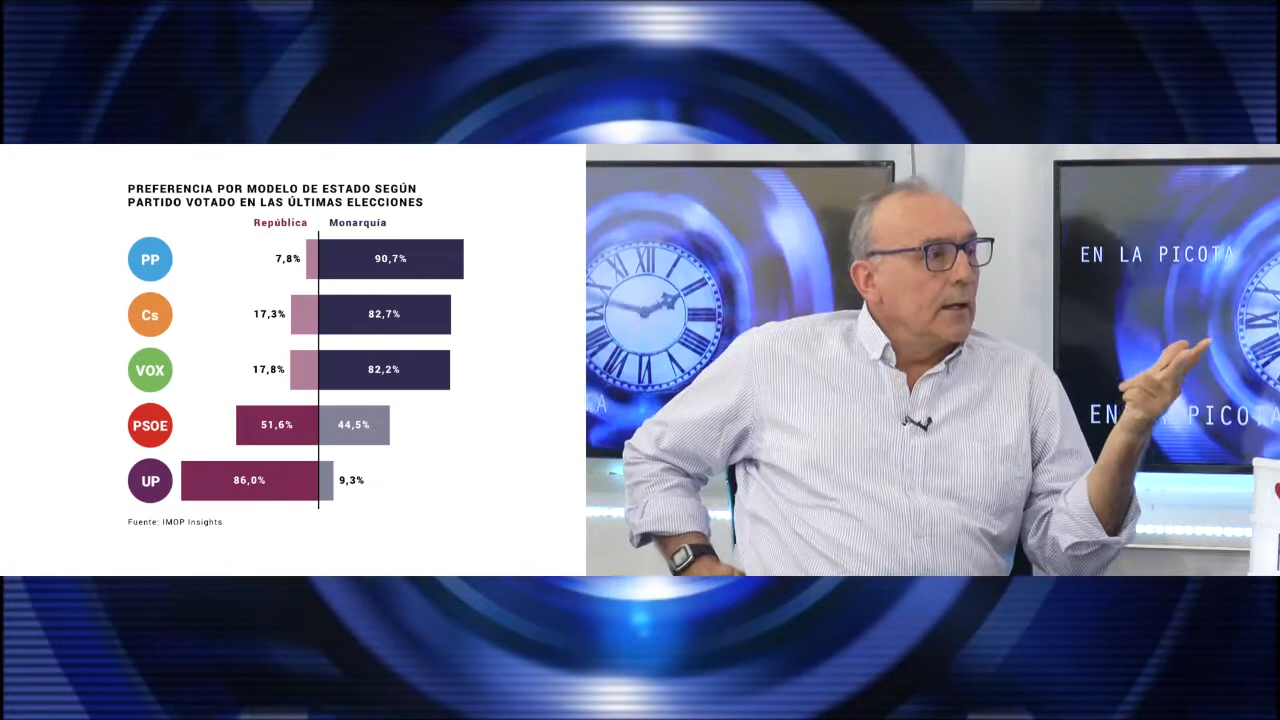 PREFERENCIA POR MODELO DE ESTADO SEGÚN
PARTIDO VOTADO EN LAS ÚLTIMAS ELECCIONES
República Monarquía
PP 7,8% 90,7%
Cs 17,3% 82,7%
VOX 17,8% 82,2%
PSOE 51,6% 44,5%
UP 86,0% 9,3%
Fuente: IMOP Insights
EN LA PICOTA
XII